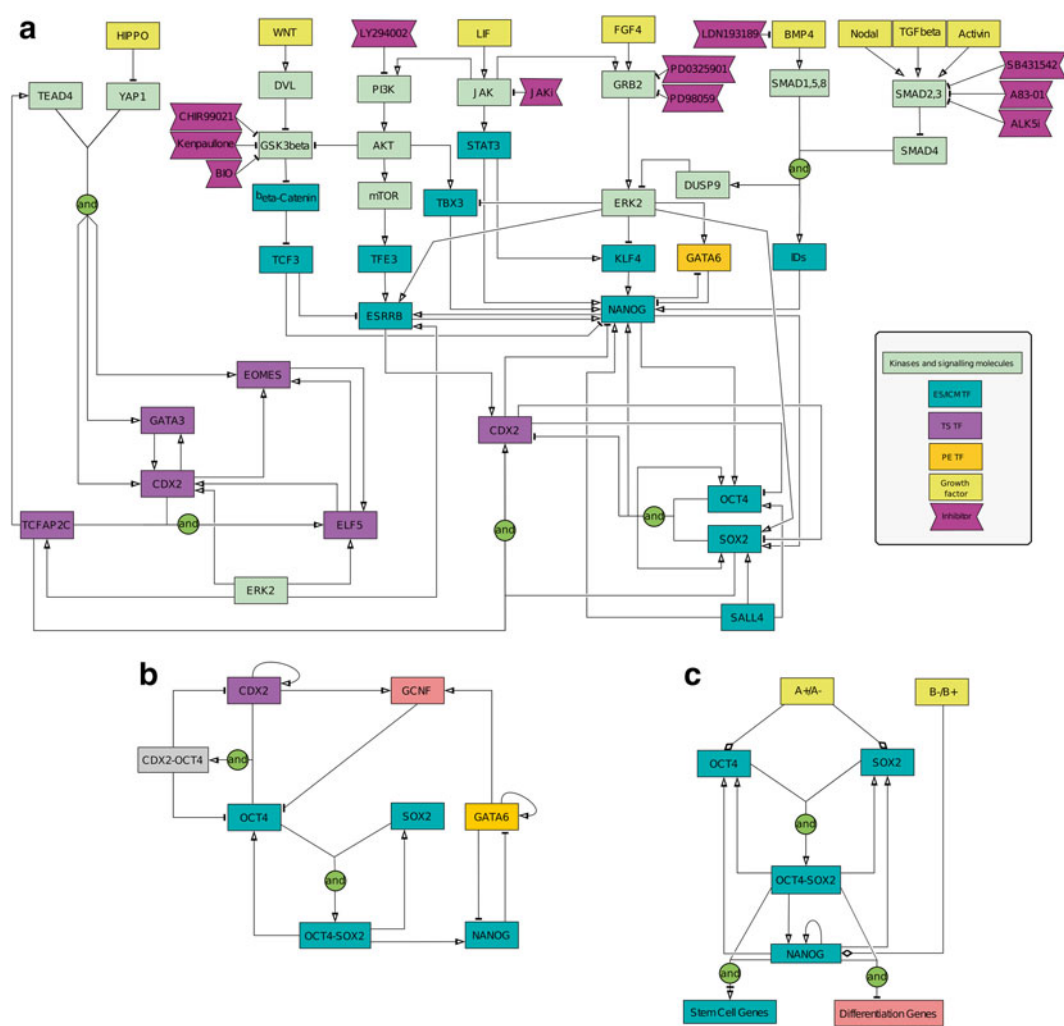 a
HIPPO
WNT
LY294002
LIF
FGF4
LDN193189
BMP4
Nodal
TGFbeta
Activin
TEAD4
YAP1
DVL
PI3K
JAK
JAKi
GRB2
PD0325901
PD98059
SMAD1,5,8
SMAD2,3
SB431542
A83-01
ALK5i
CHIR99021
Kenpaullone
BIO
GSK3beta
AKT
STAT3
SMAD4
and
DUSP9
and
beta-Catenin
mTOR
TBX3
ERK2
TCF3
TFE3
KLF4
GATA6
IDs
ESRRB
NANOG
EOMES
GATA3
CDX2
CDX2
TCFAP2C
and
ELF5
and
and
OCT4
SOX2
ERK2
SALL4
Kinases and signalling molecules
ES/ICM TF
TS TF
PE TF
Growth
factor
Inhibitor
b
CDX2
GCNF
CDX2-OCT4
and
OCT4
SOX2
GATA6
and
OCT4-SOX2
NANOG
c
A+/A-
B-/B+
OCT4
SOX2
and
OCT4-SOX2
NANOG
and
and
Stem Cell Genes
Differentiation Genes